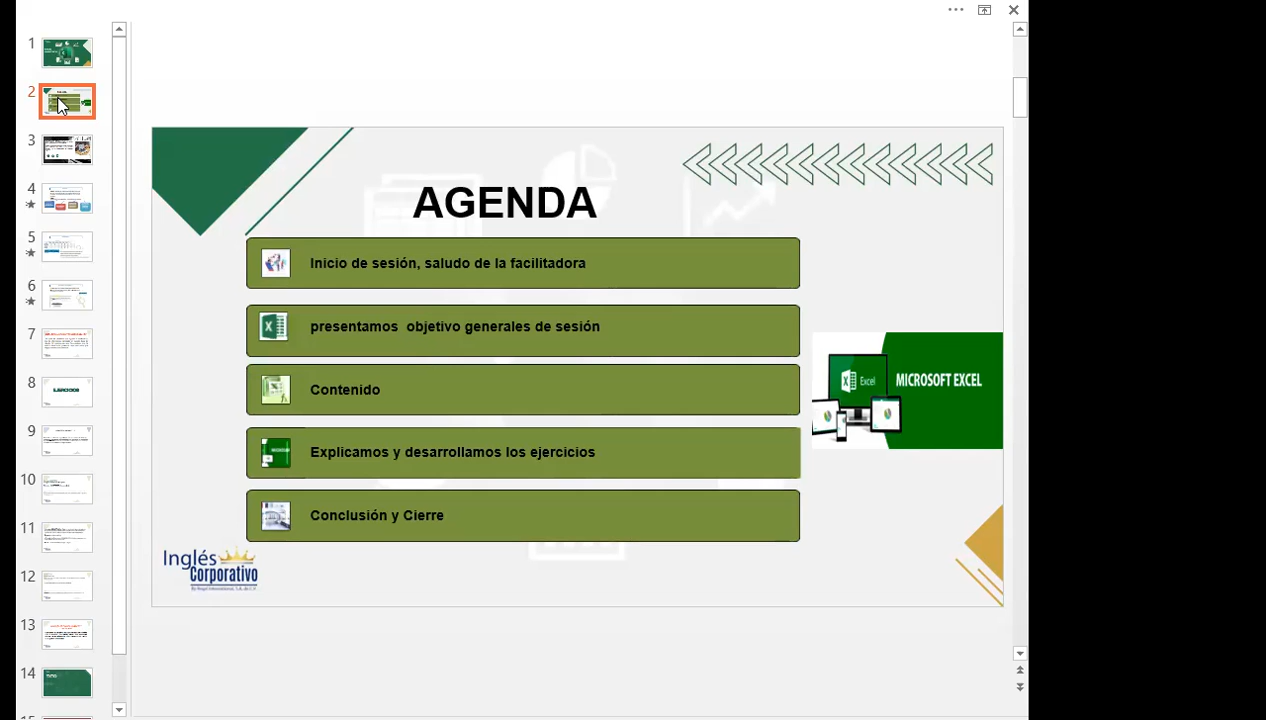 1
2
3
4
5
6
7
8
9
10
11
12
13
14
AGENDA
Inicio de sesión, saludo de la facilitadora
presentamos  objetivo generales de sesión
Contenido
Explicamos y desarrollamos los ejercicios
Conclusión y Cierre
Excel
MICROSOFT EXCEL
Inglés
Corporativo